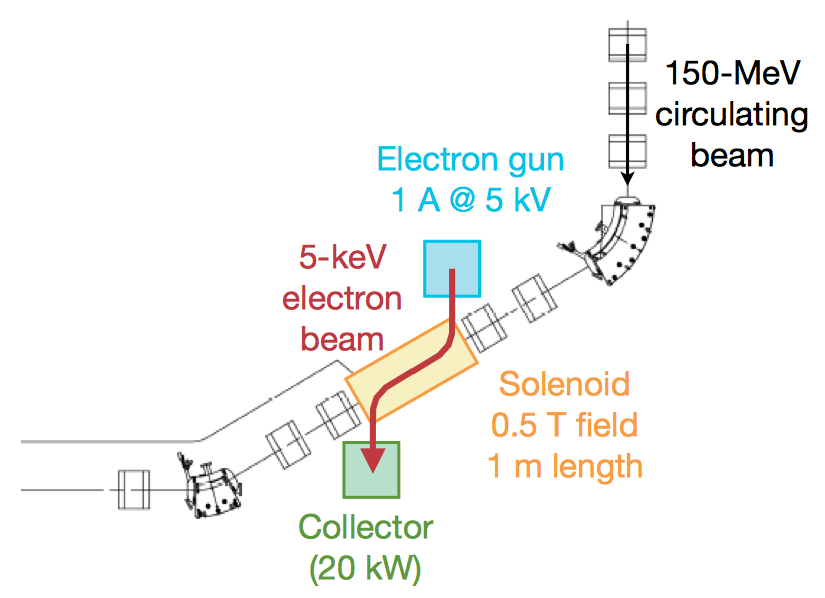 150-MeV
circulating
beam
Electron gun
1 A @ 5 kV
5-keV
electron
beam
Solenoid
0.5 T field
1 m length
Collector
(20 kW)